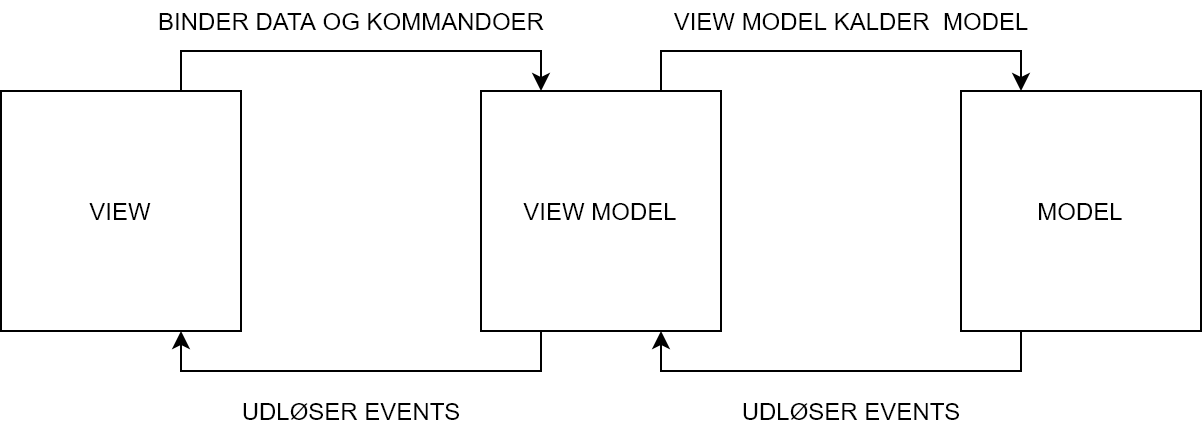 BINDER DATA OG KOMMANDOER
VIEW MODEL KALDER  MODEL
VIEW
VIEW MODEL
MODEL
UDLØSER EVENTS
UDLØSER EVENTS